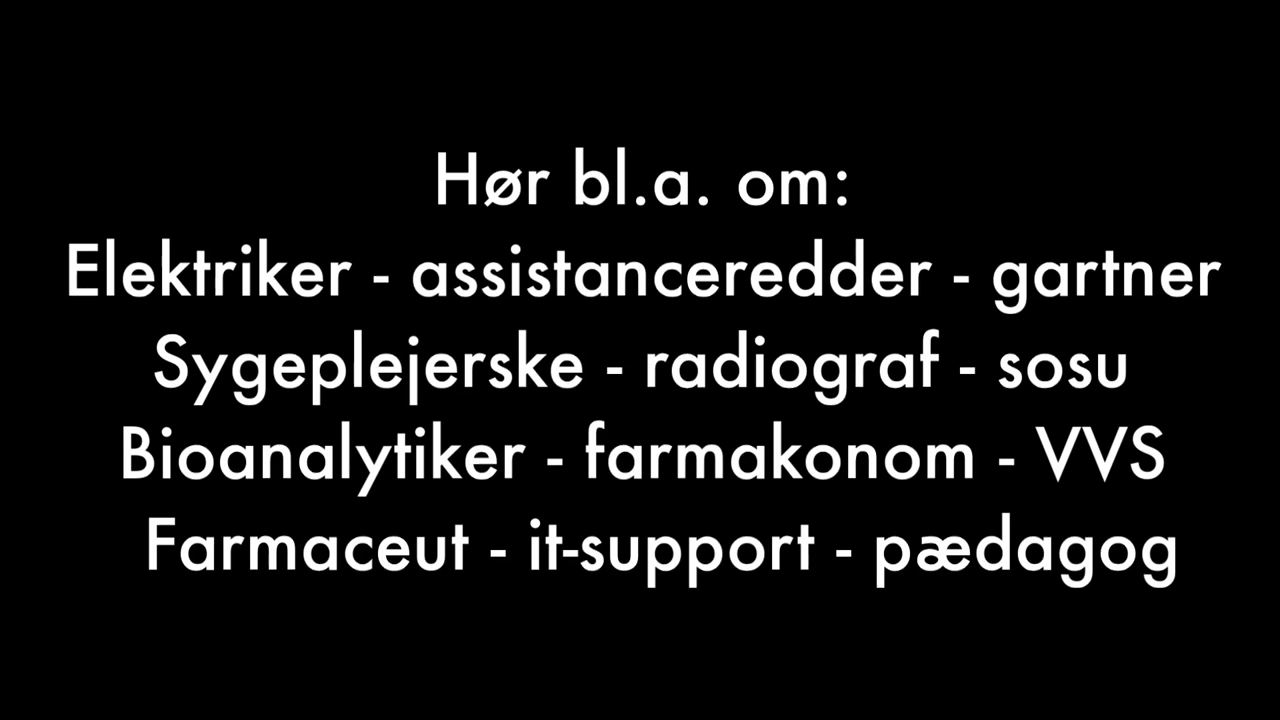 Hør bl.a. om:
Elektriker - assistanceredder - gartner
Sygeplejerske - radiograf - sosu
Bioanalytiker - farmakonom - VVS
Farmaceut - it-support - pædagog